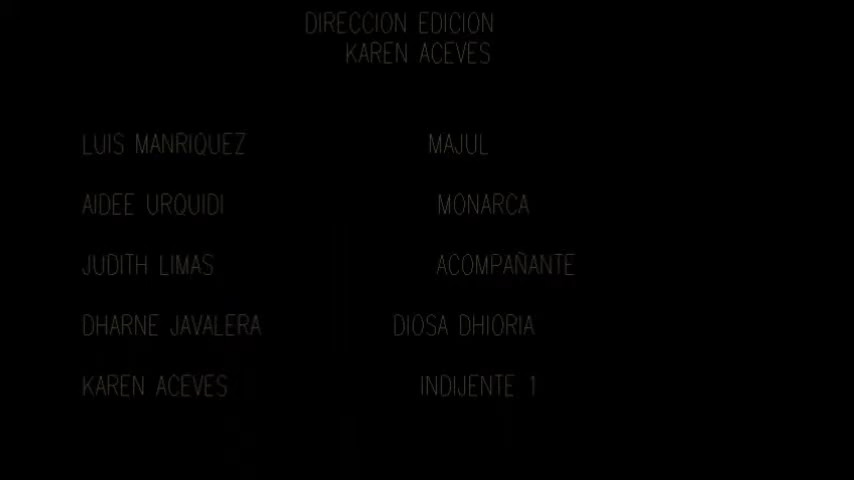 DIRECCION EDICION
KAREN ACEVES
LUIS MANRIQUEZ MAJUL
AIDEE URQUIDI MONARCA
JUDITH LIMAS ACOMPAÑANTE
DHARNE JAVALERA DIOSA DHIORIA
KAREN ACEVES INDIJENTE 1